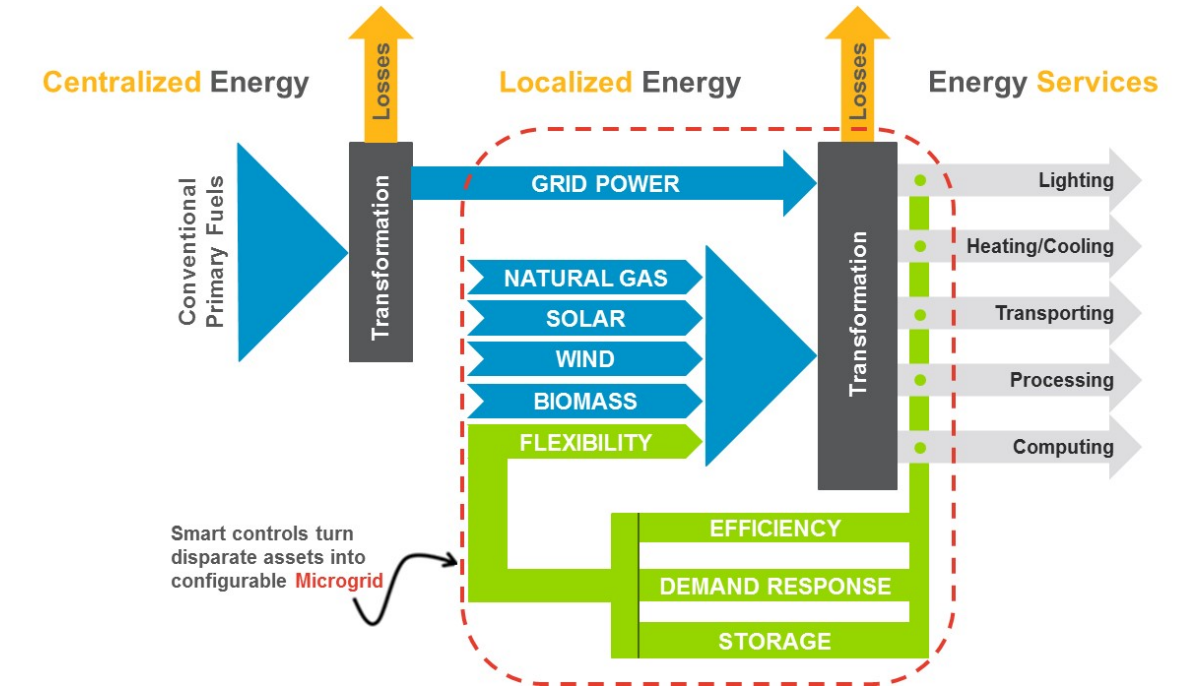 Losses
Losses
Centralized Energy
Localized Energy
Energy Services
Conventional
Primary Fuels
Transformation
GRID POWER
NATURAL GAS
SOLAR
WIND
BIOMASS
FLEXIBILITY
Transformation
Lighting
Heating/Cooling
Transporting
Processing
Computing
Smart controls turn
disparate assets into
configurable Microgrid
EFFICIENCY
DEMAND RESPONSE
STORAGE